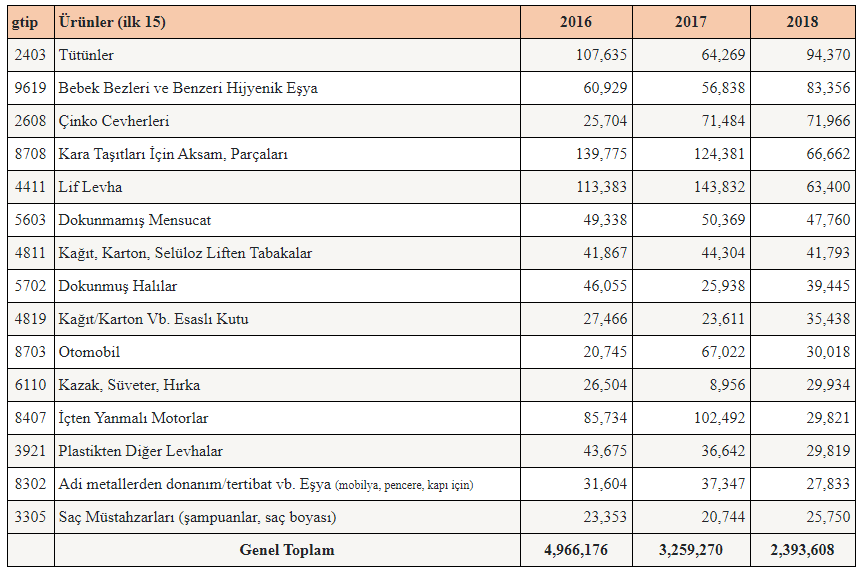 gtip Ürünler (ilk 15) 2016 2017 2018
2403 Tütünler 107,635 64,269 94,370
9619 Bebek Bezleri ve Benzeri Hijyenik Eşya 60,929 56,838 83,356
2608 Çinko Cevherleri 25,704 71,484 71,966
8708 Kara Taşıtları İçin Aksam, Parçaları 139,775 124,381 66,662
4411 Lif Levha 113,383 143,832 63,400
5603 Dokunmamış Mensucat 49,338 50,369 47,760
4811 Kağıt, Karton, Selüloz Liften Tabakalar 41,867 44,304 41,793
5702 Dokunmuş Halılar 46,055 25,938 39,445
4819 Kağıt/Karton Vb. Esaslı Kutu 27,466 23,611 35,438
8703 Otomobil 20,745 67,022 30,018
6110 Kazak, Süveter, Hırka 26,504 8,956 29,934
8407 İçten Yanmalı Motorlar 85,734 102,492 29,821
3921 Plastikten Diğer Levhalar 43,675 36,642 29,819
8302 Adi metallerden donanım/tertibat vb. Eşya (mobilya, pencere, kapı için) 31,604 37,347 27,833
3305 Saç Müstahzarları (şampuanlar, saç boyası) 23,353 20,744 25,750
Genel Toplam 4,966,176 3,259,270 2,393,608